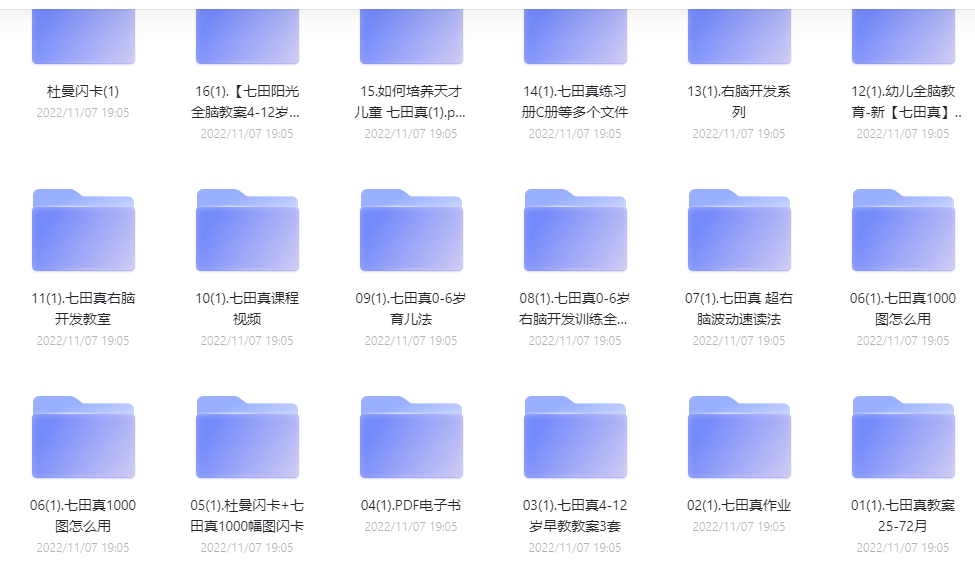 杜曼闪卡(1)
2022/11/07 19:05
16(1).【七田阳光
全脑教案4-12岁...
2022/11/07 19:05
15.如何培养天才
儿童 七田真(1).p...
2022/11/07 19:05
14(1).七田真练习
册C册等多个文件
2022/11/07 19:05
13(1).右脑开发系
列
2022/11/07 19:05
12(1).幼儿全脑教
育-新【七田真】..
2022/11/07 19:05
11(1).七田真右脑
开发教室
2022/11/07 19:05
10(1).七田真课程
视频
2022/11/07 19:05
09(1).七田真0-6岁
育儿法
2022/11/07 19:05
08(1).七田真0-6岁
右脑开发训练全...
2022/11/07 19:05
07(1).七田真 超右
脑波动速读法
2022/11/07 19:05
06(1).七田真1000
图怎么用
2022/11/07 19:05
06(1).七田真1000
图怎么用
2022/11/07 19:05
05(1).杜曼闪卡+七
田真1000幅图闪卡
2022/11/07 19:05
04(1).PDF电子书
2022/11/07 19:05
03(1).七田真4-12
岁早教教案3套
2022/11/07 19:05
02(1).七田真作业
2022/11/07 19:05
01(1).七田真教案
25-72月
2022/11/07 19:05